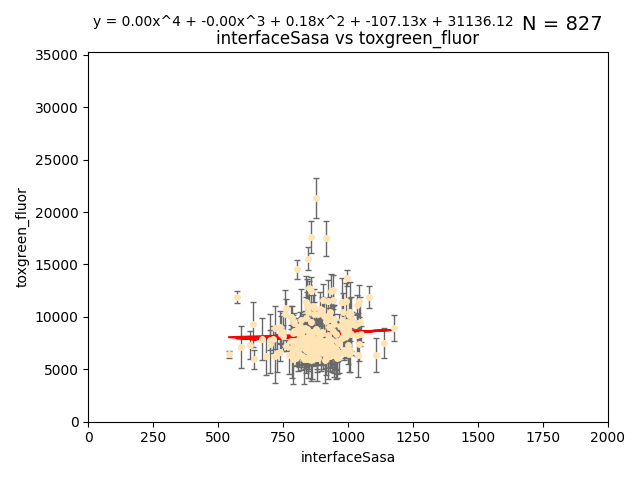 y = 0.00x^4 + -0.00x^3 + 0.18x^2 + -107.13x + 31136.12
N = 827
interfaceSasa vs toxgreen_fluor
35000
30000
25000
20000
15000
10000
5000
0
toxgreen_fluor
0 250 500 750 1000 1250 1500 1750 2000
interfaceSasa